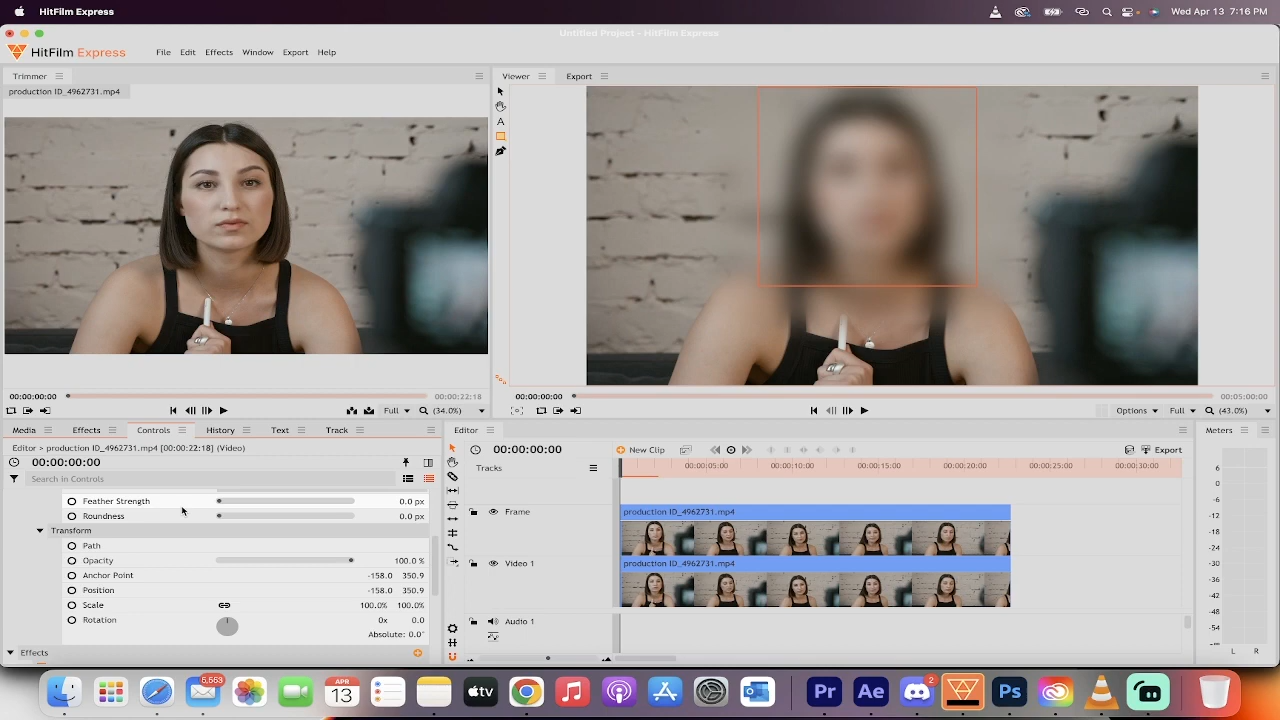 HitFilm Express
Wed Apr 13 7:16 PM
Untitled Project - HitFilm Express
HitFilm Express
File Edit Effects Window Export Help
Trimmer
Viewer Export
production ID_4962731.mp4
A
00:00:00:00
00:00:22:18
00:00:00:00
00:05:00:00
Full
(34.0%)
Options
Full
(43.0%)
Media Effects Controls History Text Track
Editor > production ID_4962731.mp4 [00:00:22:18] (Video)
00:00:00:00
Search in Controls
Feather Strength 0.0 px
Roundness 0.0 px
Transform
Path
Opacity 100.0 %
Anchor Point -158.0 350.9
Position -158.0 350.9
Scale 100.0% 100.0%
Rotation 0x 0.0
Absolute: 0.0°
Effects
Editor
00:00:00:00
New Clip
Export
Tracks
00:00:05:00 00:00:10:00 00:00:15:00 00:00:20:00 00:00:25:00 00:00:30:00
Frame
production ID_4962731.mp4
Video 1
production ID_4962731.mp4
Audio 1
Meters
6
0
-6
-12
-18
-24
-30
-36
-42
-48
-54
L R
5,663
APR
13
tv
Pr
Ae
2
Ps